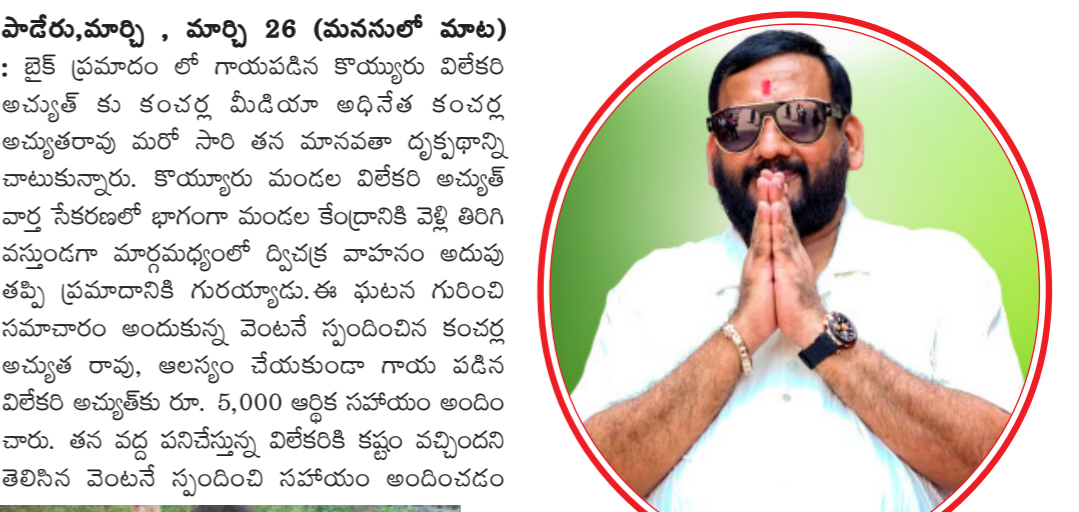 పాడేరు,మార్చి , మార్చి 26 (మనసులో మాట)
: బైక్ ప్రమాదం లో గాయపడిన కొయ్యురు విలేకరి
అచ్యుత్ కు కంచర్ల మీడియా అధినేత కంచర్ల
అచ్యుతరావు మరో సారి తన మానవతా దృక్పథాన్ని
చాటుకున్నారు. కొయ్యూరు మండల విలేకరి అచ్యుత్
వార్త సేకరణలో భాగంగా మండల కేంద్రానికి వెళ్లి తిరిగి
వస్తుండగా మార్గమధ్యంలో ద్విచక్ర వాహనం అదుపు
తప్పి ప్రమాదానికి గురయ్యాడు.ఈ ఘటన గురించి
సమాచారం అందుకున్న వెంటనే స్పందించిన కంచర్ల
అచ్యుత రావు, ఆలస్యం చేయకుండా గాయ పడిన
విలేకరి అచ్యుత్‌కు రూ. 5,000 ఆర్థిక సహాయం అందిం
చారు. తన వద్ద పనిచేస్తున్న విలేకరికి కష్టం వచ్చిందని
తెలిసిన వెంటనే స్పందించి సహాయం అందించడం